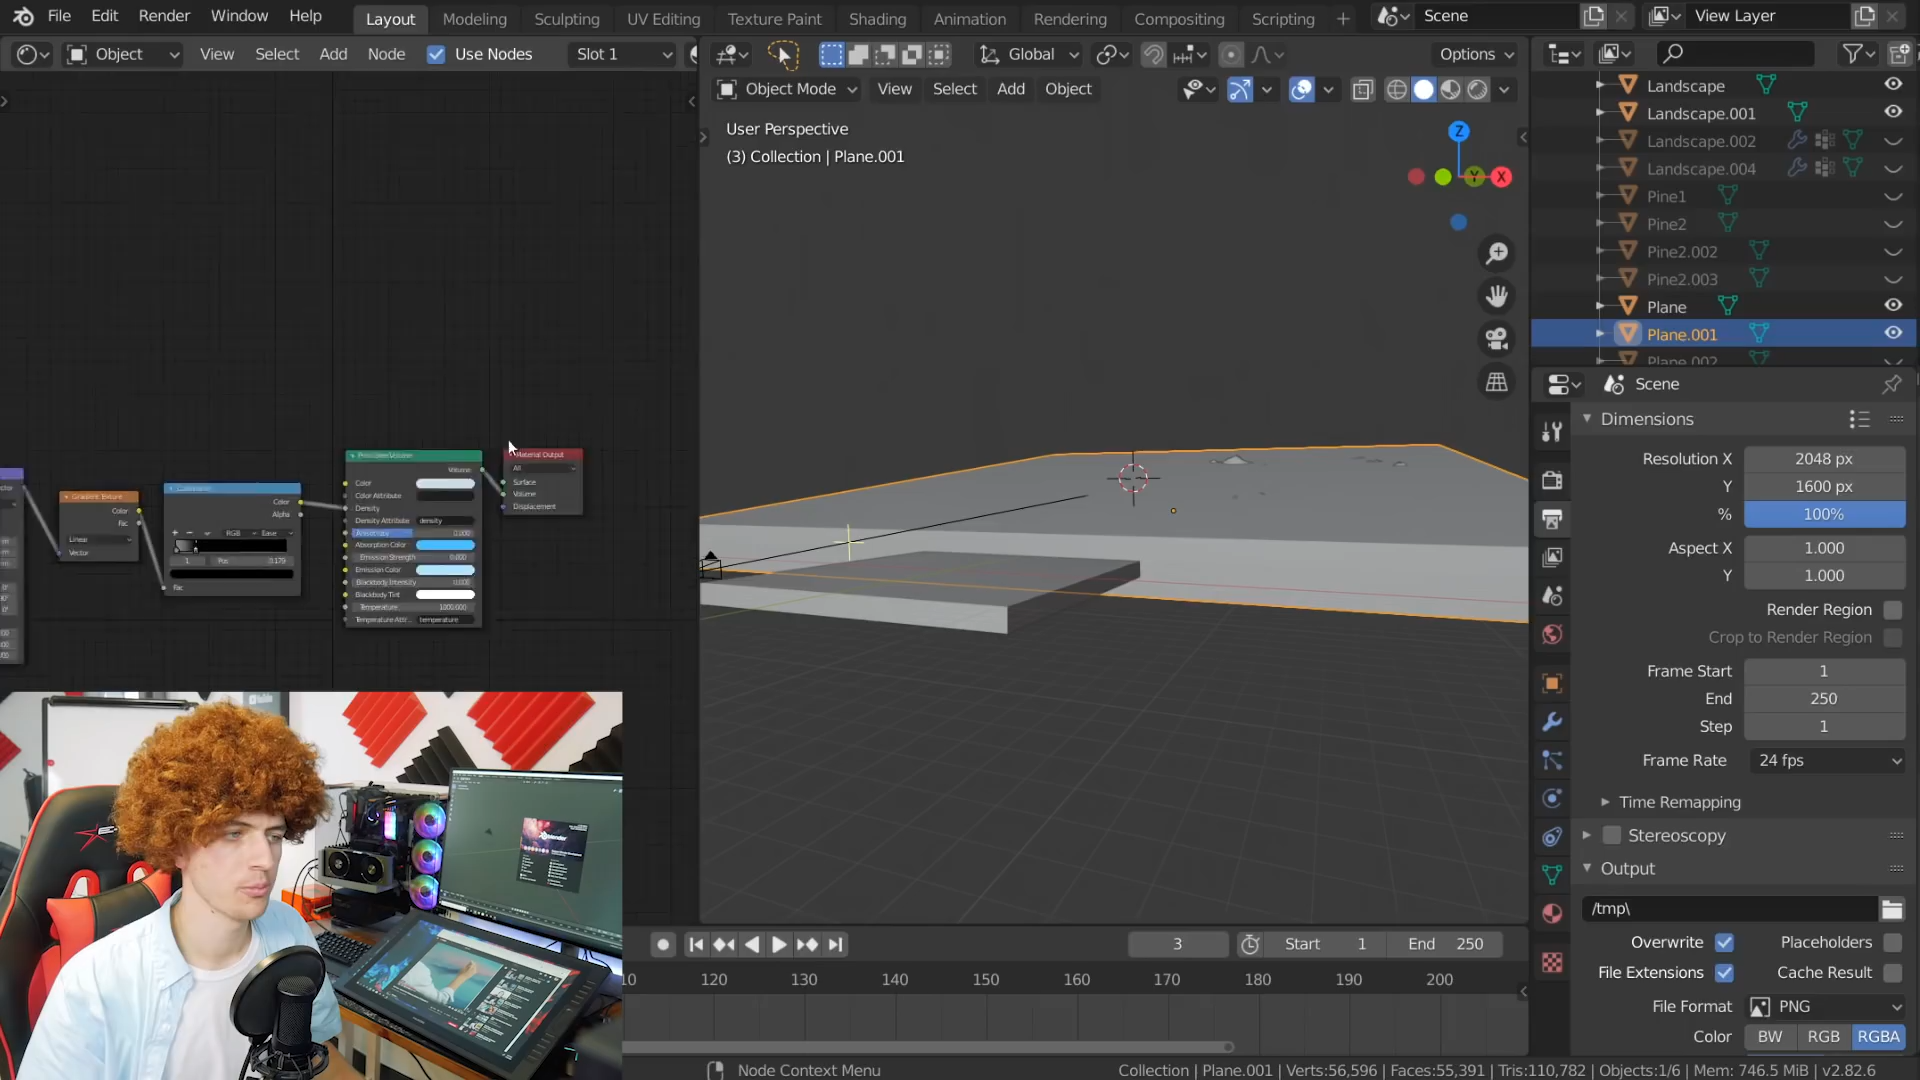 File Edit Render Window Help Layout Modeling Sculpting UV Editing Texture Paint Shading Animation Rendering Compositing Scripting Scene View Layer
Object View Select Add Node Use Nodes Slot 1 Global Options
Object Mode View Select Add Object
User Perspective
(3) Collection | Plane.001
Z
Y
X
Landscape
Landscape.001
Landscape.002
Landscape.004
Pine1
Pine2
Pine2.002
Pine2.003
Plane
Plane.001
Plane.002
Scene
Dimensions
Resolution X 2048 px
Y 1600 px
% 100%
Aspect X 1.000
Y 1.000
Render Region
Crop to Render Region
Frame Start 1
End 250
Step 1
Frame Rate 24 fps
Time Remapping
Stereoscopy
Output
/tmp\
Overwrite Placeholders
File Extensions Cache Result
File Format PNG
Color BW RGB RGBA
Gradient Texture
Color
Fac
Linear
Vector
Color
Alpha
RGB Ease
1 Pos 0.179
Fac
Principled Volume
Volume
Color
Color Attribute
Density
Density Attribute density
Anisotropy 0.000
Absorption Color
Emission Strength 0.000
Emission Color
Blackbody Intensity 0.000
Blackbody Tint
Temperature 1000.000
Temperature Attr.. temperature
Material Output
All
Surface
Volume
Displacement
3 Start 1 End 250
120 130 140 150 160 170 180 190 200
Node Context Menu
Collection | Plane.001 | Verts:56,596 | Faces:55,391 | Tris:110,782 | Objects:1/6 | Mem: 746.5 MiB | v2.82.6